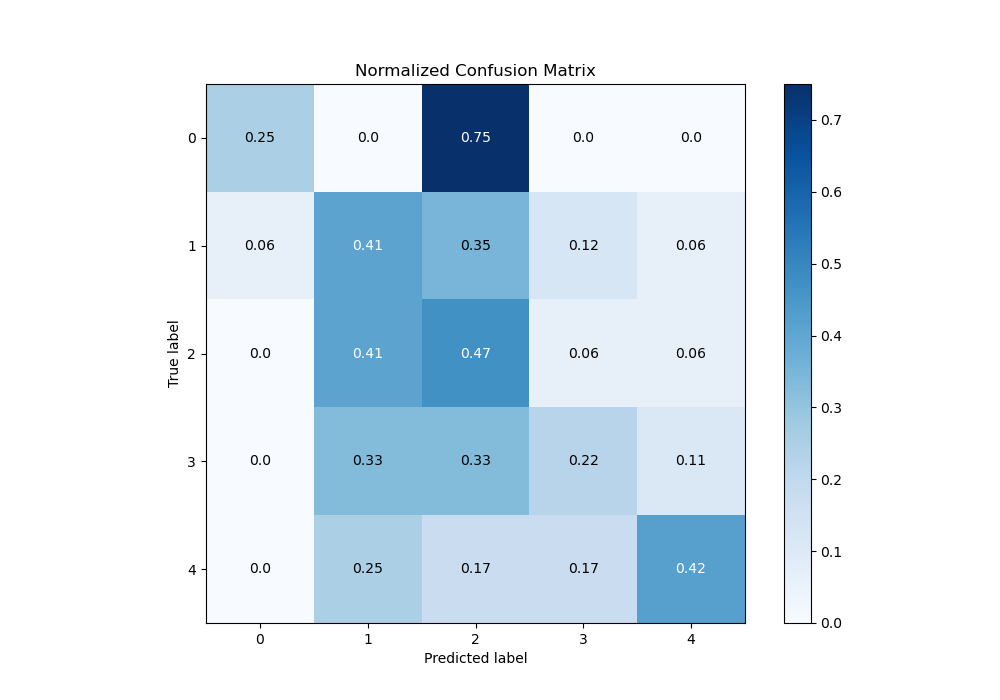 Normalized Confusion Matrix
0 0.25 0.0 0.75 0.0 0.0
1 0.06 0.41 0.35 0.12 0.06
2 0.0 0.41 0.47 0.06 0.06
3 0.0 0.33 0.33 0.22 0.11
4 0.0 0.25 0.17 0.17 0.42
0 1 2 3 4
True label
Predicted label
0.7
0.6
0.5
0.4
0.3
0.2
0.1
0.0